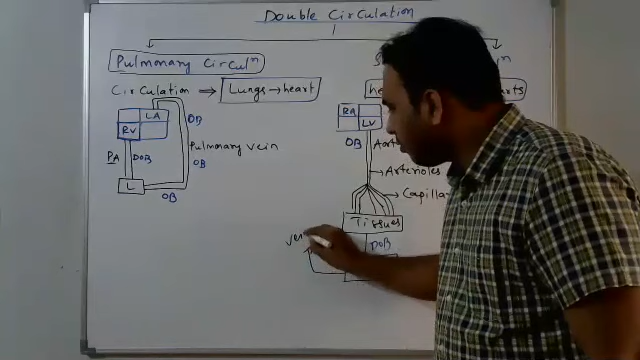 Double Circulation
Pulmonary Circulⁿ
Circulation ⇒ Lungs → heart
LA
RV
OB
PA
DOB
Pulmonary vein
OB
L
OB
RA
LV
OB
Arterioles
Tissues
DOB